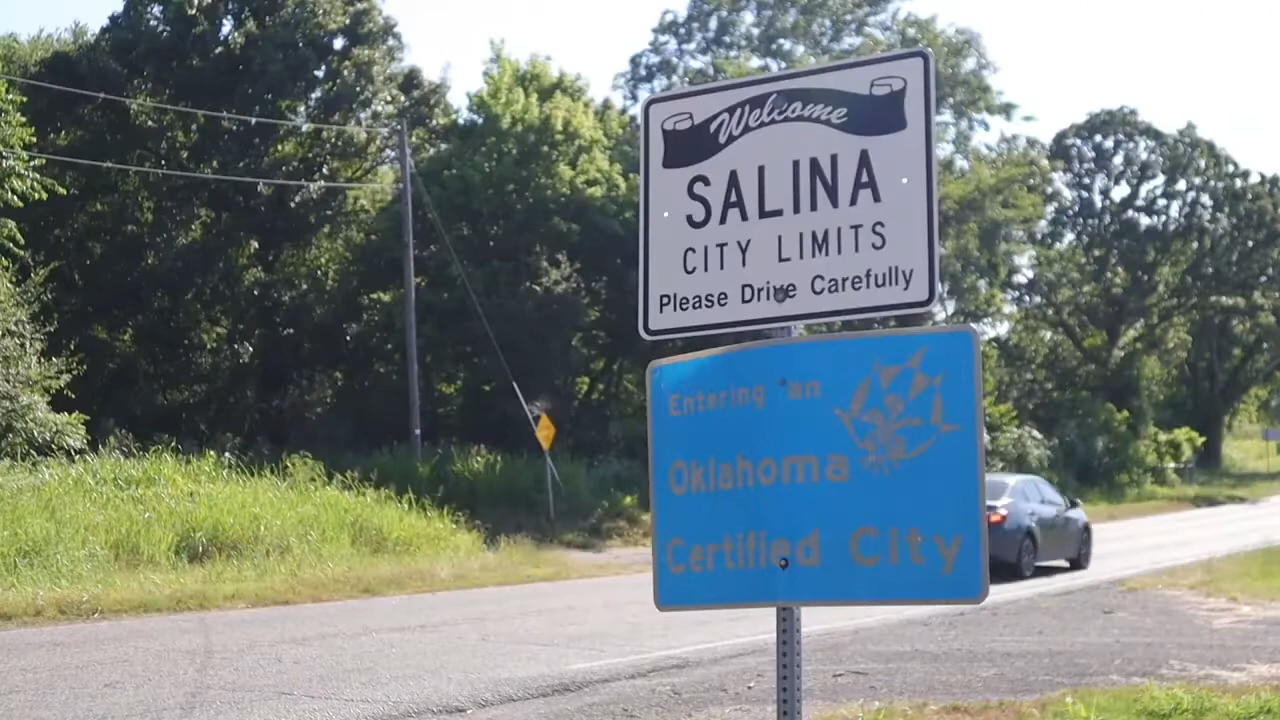 Welcome
SALINA
CITY LIMITS
Please Drive Carefully
Entering an
Oklahoma
Certified City